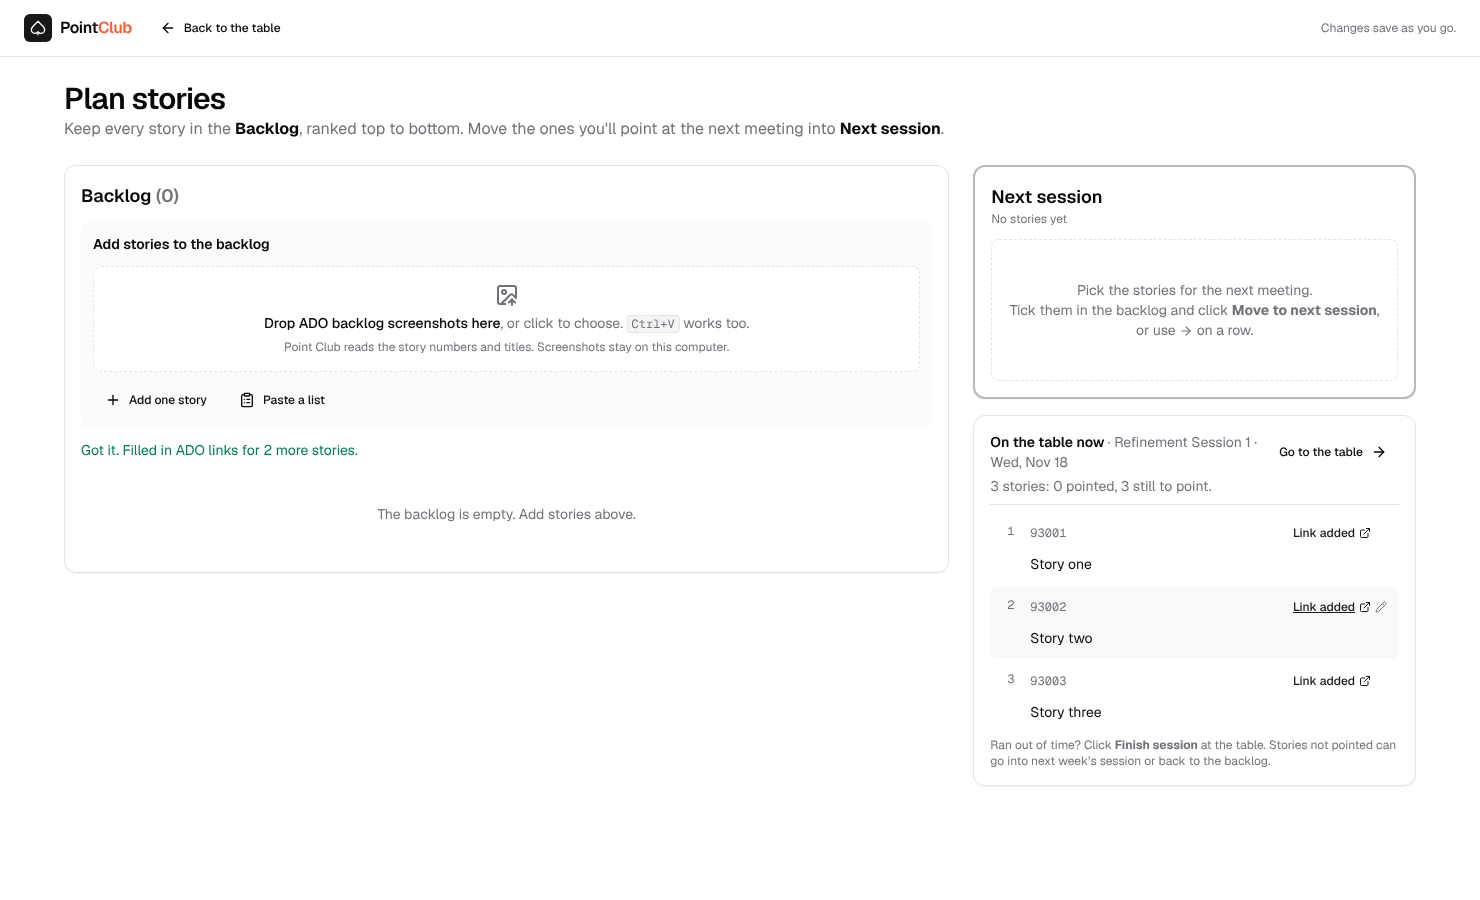 PointClub
Back to the table
Changes save as you go.
Plan stories
Keep every story in the Backlog, ranked top to bottom. Move the ones you'll point at the next meeting into Next session.
Backlog (0)
Add stories to the backlog
Drop ADO backlog screenshots here, or click to choose. Ctrl+V works too.
Point Club reads the story numbers and titles. Screenshots stay on this computer.
Add one story
Paste a list
Got it. Filled in ADO links for 2 more stories.
The backlog is empty. Add stories above.
Next session
No stories yet
Pick the stories for the next meeting.
Tick them in the backlog and click Move to next session,
or use → on a row.
On the table now · Refinement Session 1 ·
Wed, Nov 18
Go to the table
3 stories: 0 pointed, 3 still to point.
1 93001 Link added
Story one
2 93002 Link added
Story two
3 93003 Link added
Story three
Ran out of time? Click Finish session at the table. Stories not pointed can
go into next week's session or back to the backlog.